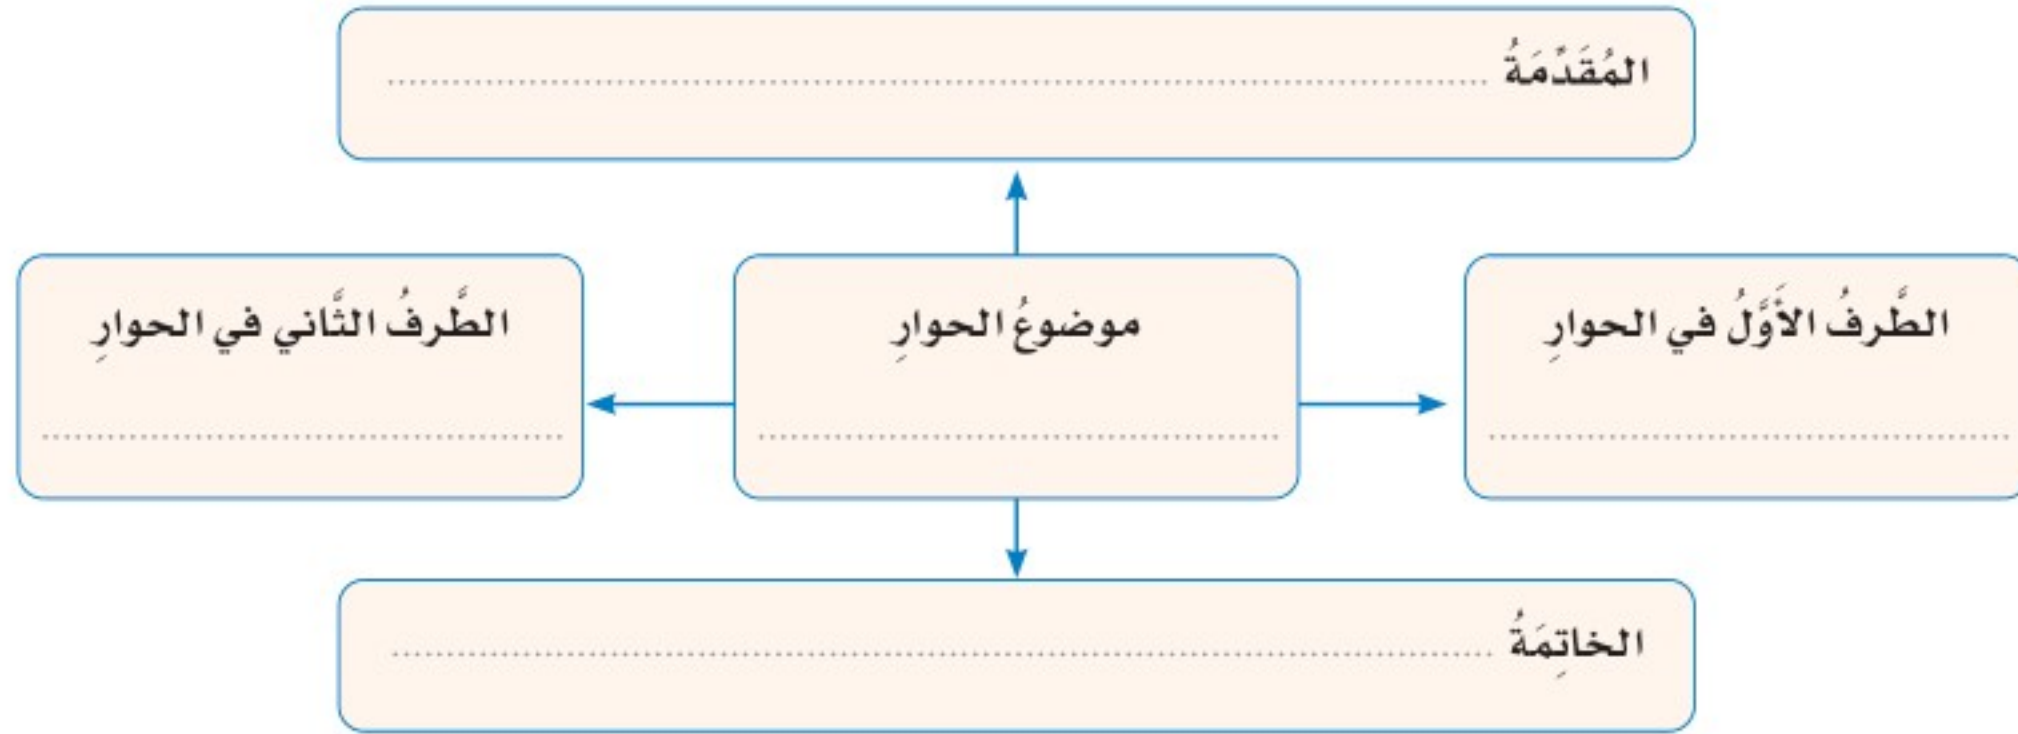 المُقَدِّمَةُ ................................................................
الطَّرفُ الأَوَّلُ في الحوارِ
................................
موضوعُ الحوارِ
................................
الطَّرفُ الثَّاني في الحوارِ
................................
الخاتِمَةُ ................................................................